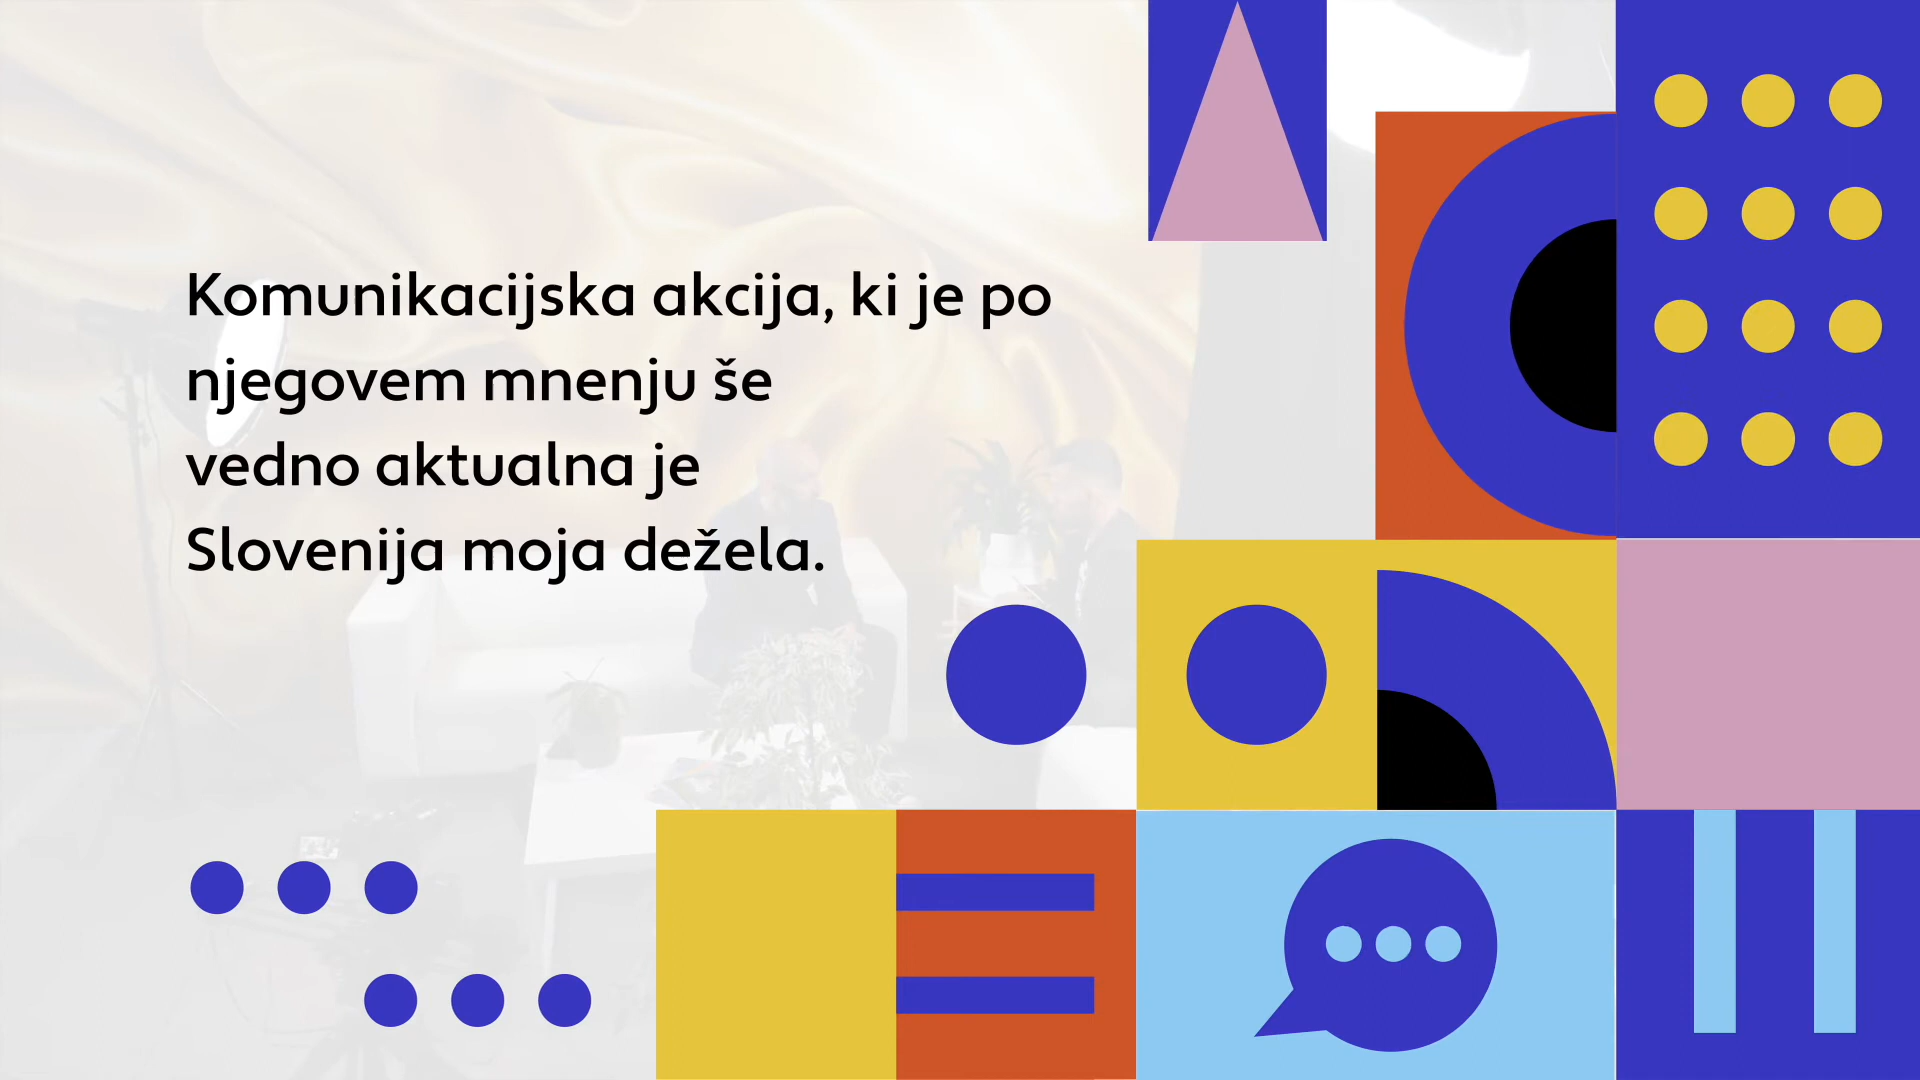 Komunikacijska akcija, ki je po
njegovem mnenju še
vedno aktualna je
Slovenija moja dežela.